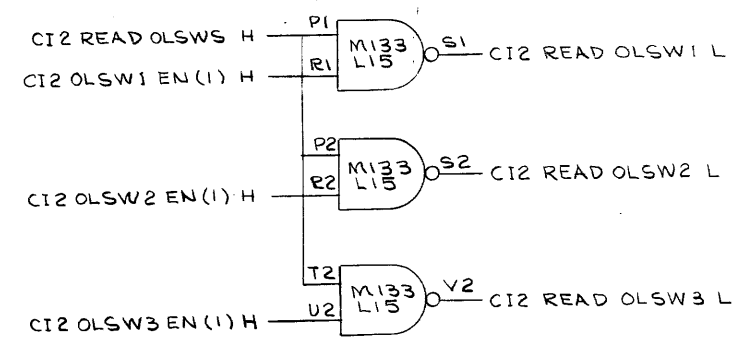 CI2 READ OLSWS H
P1
M133
L15
S1
CI2 READ OLSW1 L
CI2 OLSW1 EN(1) H
R1
P2
M133
L15
S2
CI2 READ OLSW2 L
CI2 OLSW2 EN(1) H
R2
T2
M133
L15
V2
CI2 READ OLSW3 L
CI2 OLSW3 EN(1) H
U2